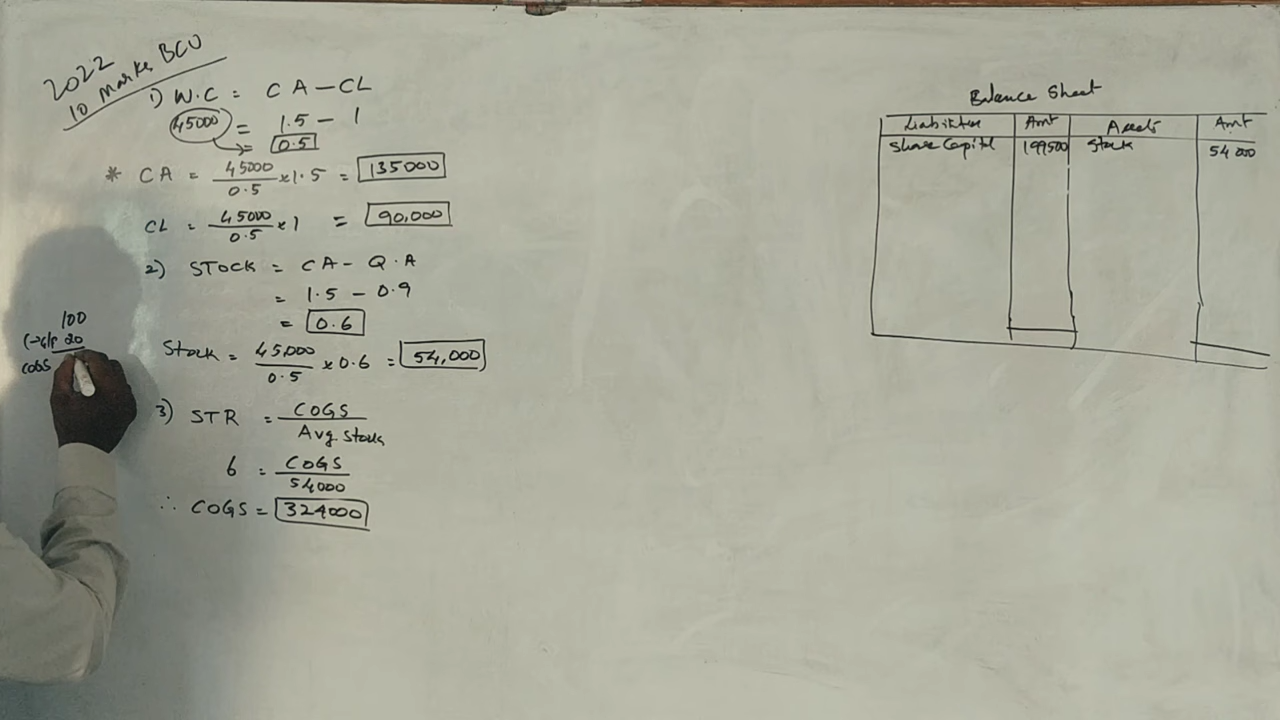 2022
10 Marks BCU
1) W.C = CA - CL
45000 = 1.5 - 1
= 0.5
* CA = 45000/0.5 × 1.5 = 135000
CL = 45000/0.5 × 1 = 90,000
2) STOCK = CA - Q.A
= 1.5 - 0.9
= 0.6
Stock = 45,000/0.5 × 0.6 = 54,000
100
(-) G/P 20
COGS
3) STR = COGS/Avg Stock
6 = COGS/54000
∴ COGS = 324000
Balance Sheet
Liabilities Amt Assets Amt
Share Capital 199500 Stock 54000